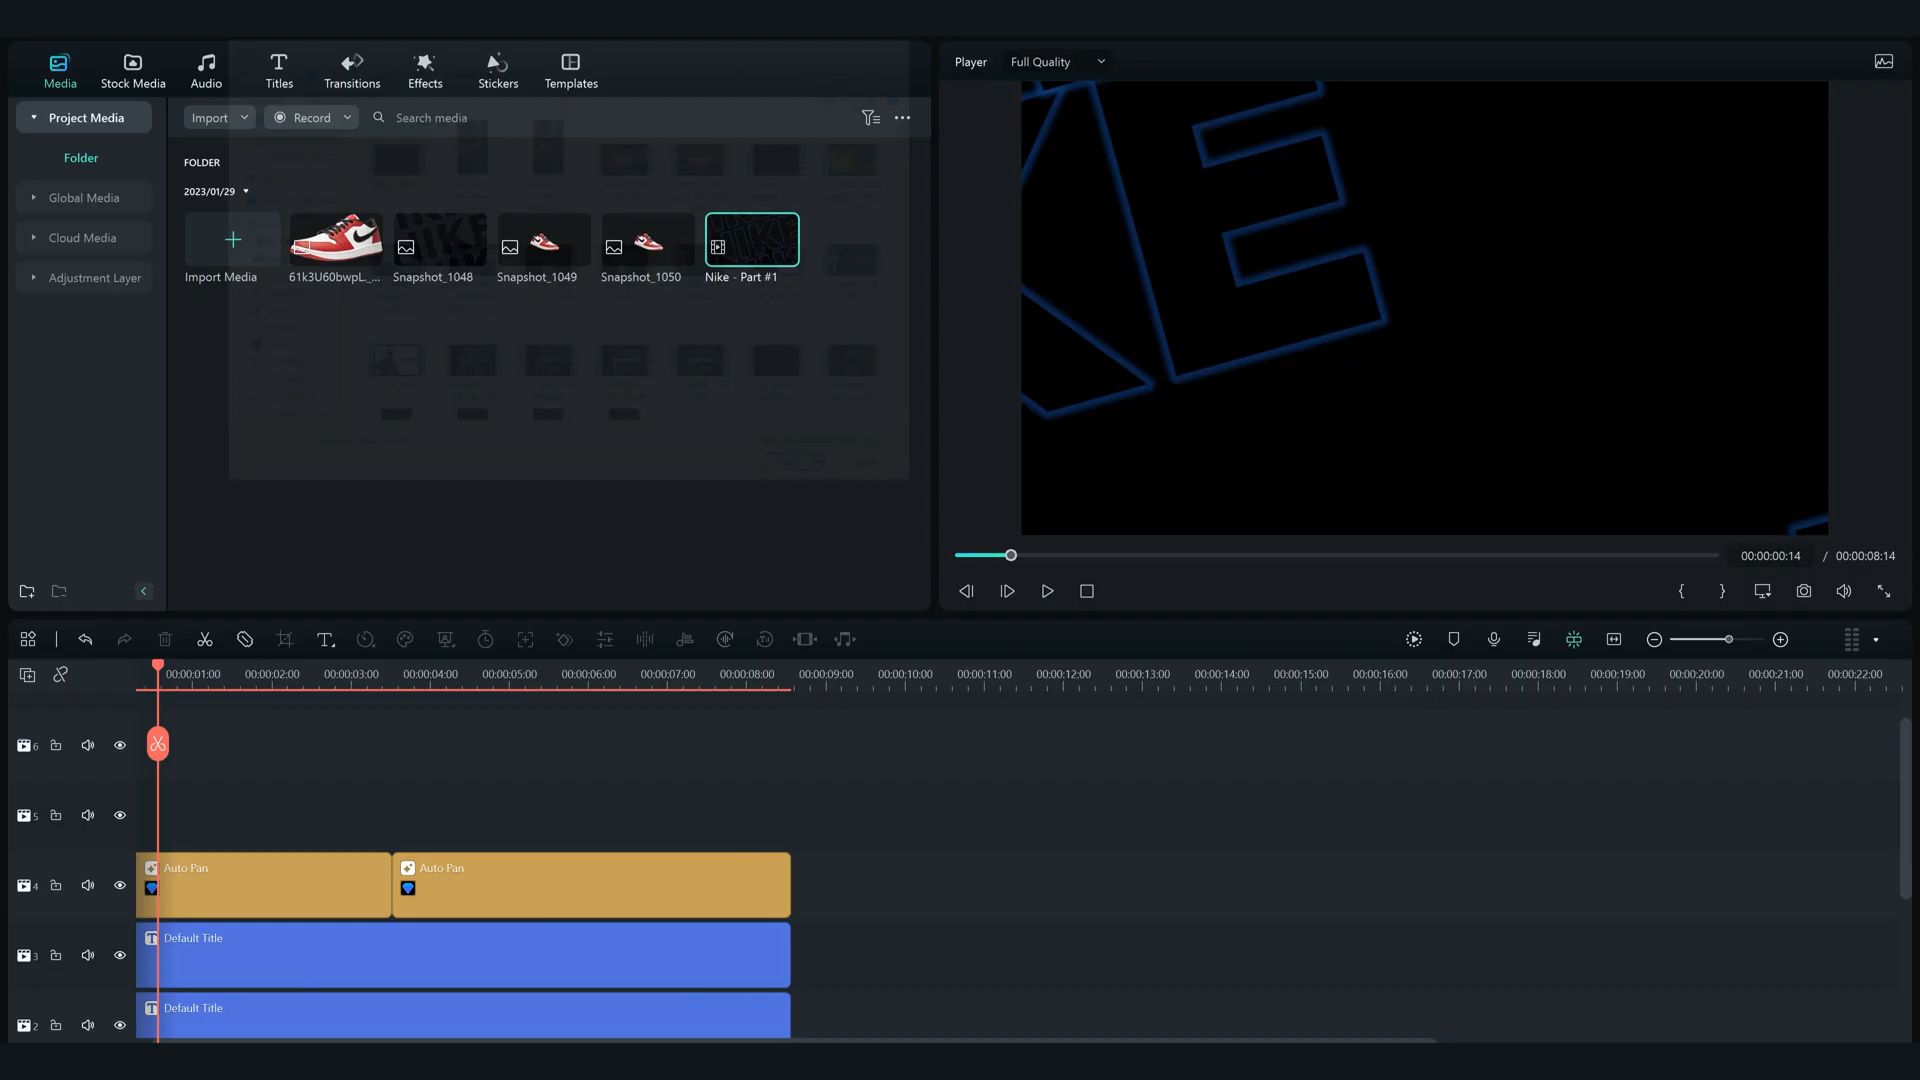 Media
Stock Media
Audio
Titles
Transitions
Effects
Stickers
Templates
Player
Full Quality
Project Media
Import
Record
Search media
Folder
FOLDER
Global Media
2023/01/29
Cloud Media
Adjustment Layer
Import Media
61k3U60bwpL._...
Snapshot_1048
Snapshot_1049
Snapshot_1050
Nike - Part #1
KE
00:00:00:14 / 00:00:08:14
00:00:01:00
00:00:02:00
00:00:03:00
00:00:04:00
00:00:05:00
00:00:06:00
00:00:07:00
00:00:08:00
00:00:09:00
00:00:10:00
00:00:11:00
00:00:12:00
00:00:13:00
00:00:14:00
00:00:15:00
00:00:16:00
00:00:17:00
00:00:18:00
00:00:19:00
00:00:20:00
00:00:21:00
00:00:22:00
6
5
4
Auto Pan
Auto Pan
3
Default Title
2
Default Title